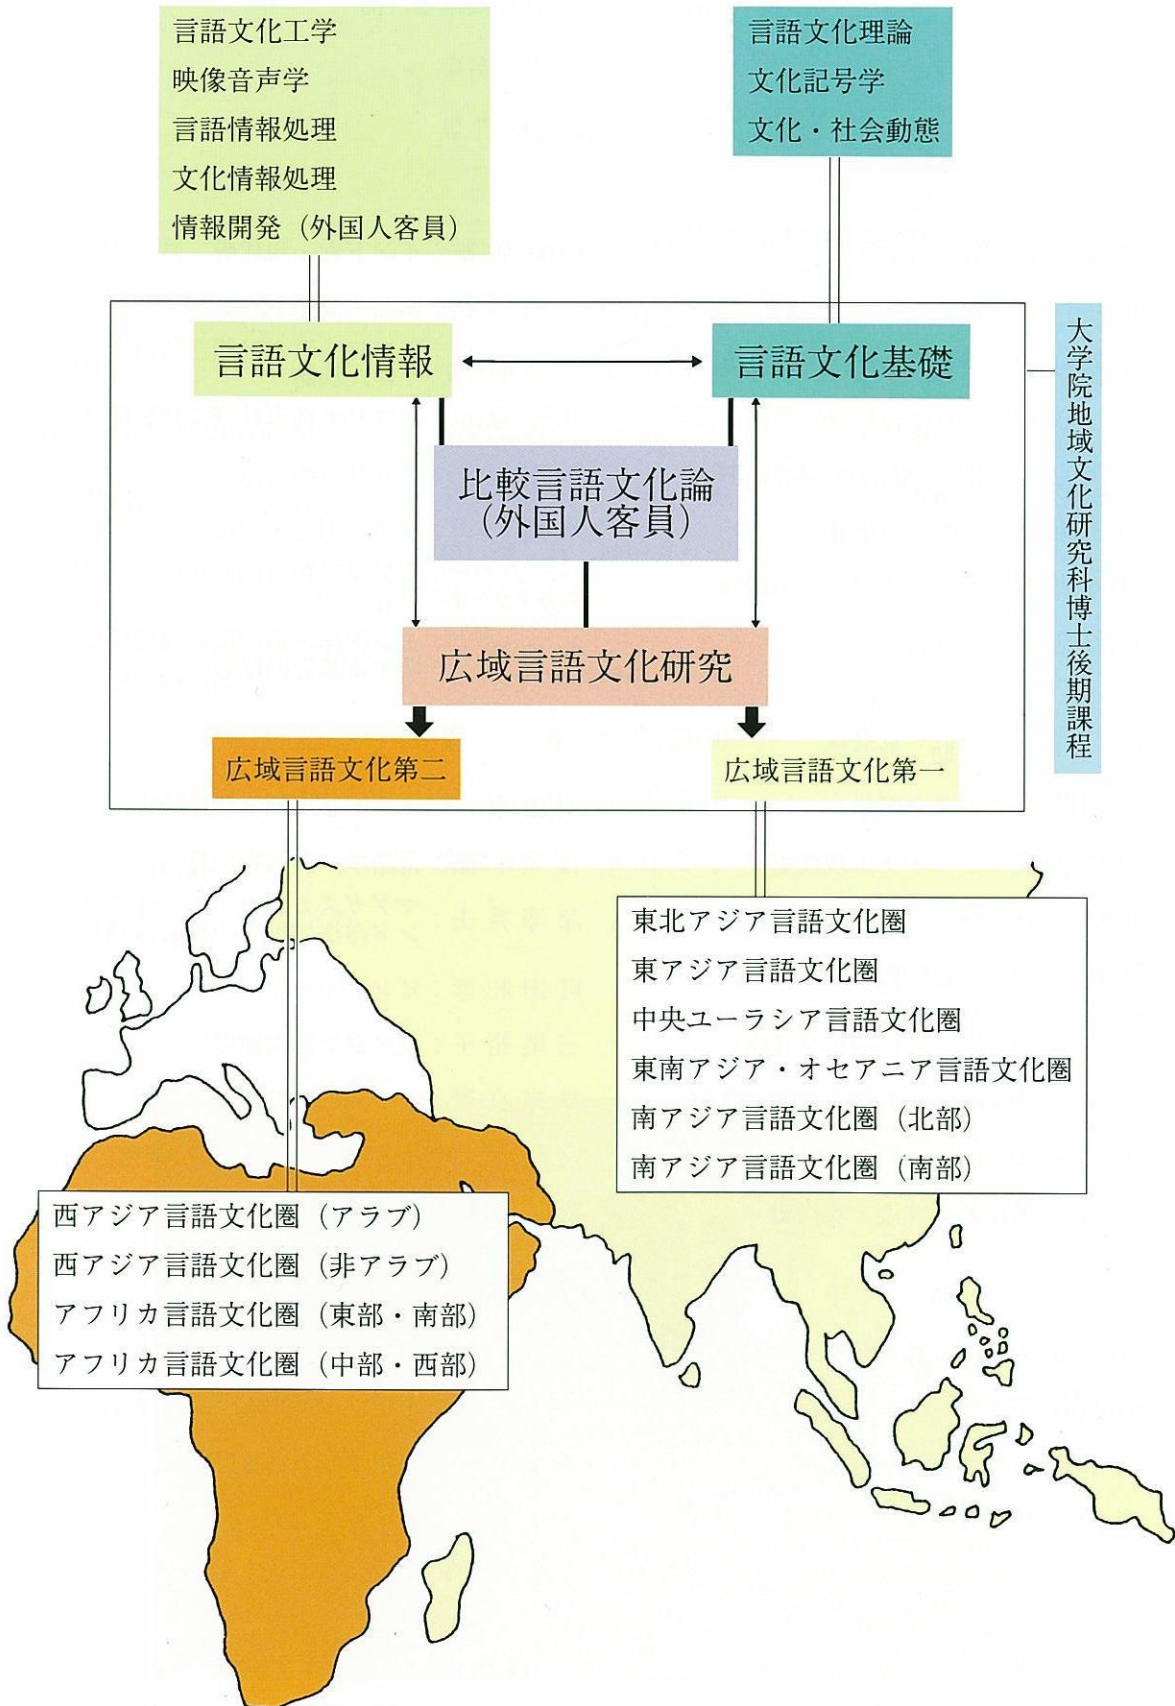 言語文化工学
映像音声学
言語情報処理
文化情報処理
情報開発（外国人客員）
言語文化理論
文化記号学
文化・社会動態
言語文化情報
言語文化基礎
比較言語文化論
（外国人客員）
広域言語文化研究
広域言語文化第二
広域言語文化第一
大学院地域文化研究科博士後期課程
東北アジア言語文化圏
東アジア言語文化圏
中央ユーラシア言語文化圏
東南アジア・オセアニア言語文化圏
南アジア言語文化圏（北部）
南アジア言語文化圏（南部）
西アジア言語文化圏（アラブ）
西アジア言語文化圏（非アラブ）
アフリカ言語文化圏（東部・南部）
アフリカ言語文化圏（中部・西部）